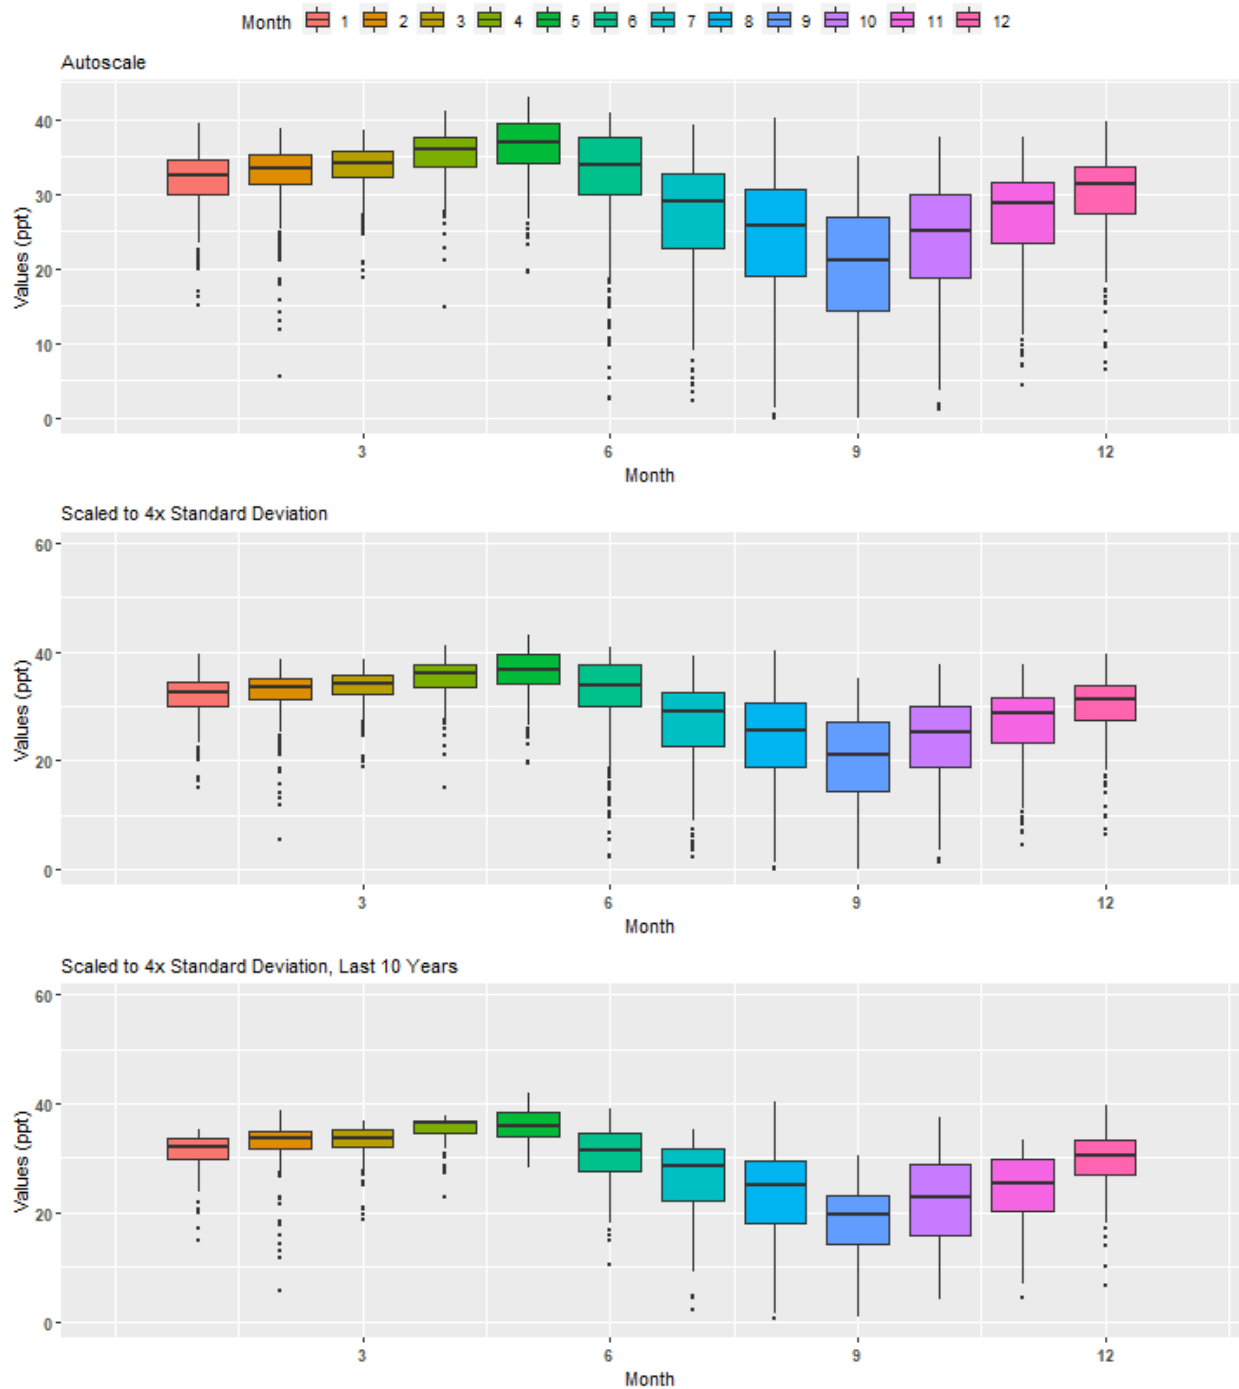 Month 1 2 3 4 5 6 7 8 9 10 11 12
Autoscale
Values (ppt)
40
30
20
10
0
3 6 9 12
Month
Scaled to 4x Standard Deviation
Values (ppt)
60
40
20
0
3 6 9 12
Month
Scaled to 4x Standard Deviation, Last 10 Years
Values (ppt)
60
40
20
0
3 6 9 12
Month